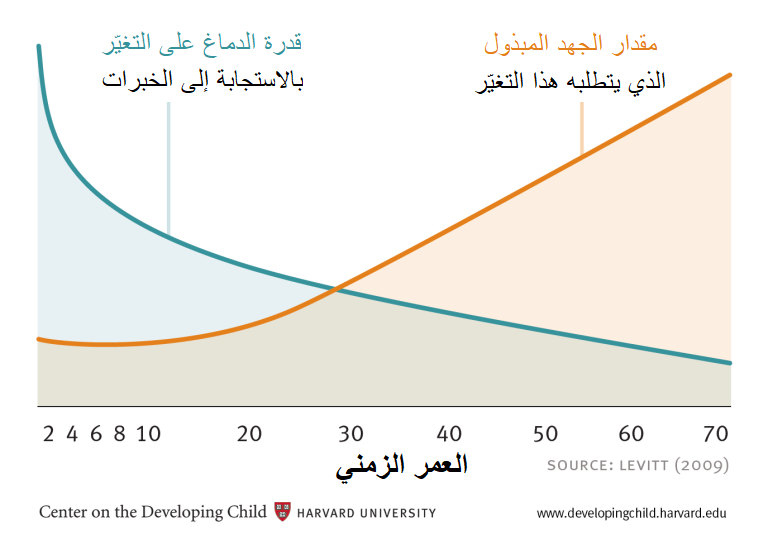 قدرة الدماغ على التغيّر
بالاستجابة إلى الخبرات
مقدار الجهد المبذول
الذي يتطلبه هذا التغيّر
2 4 6 8 10 20 30 40 50 60 70
العمر الزمني
SOURCE: LEVITT (2009)
Center on the Developing Child HARVARD UNIVERSITY
www.developingchild.harvard.edu